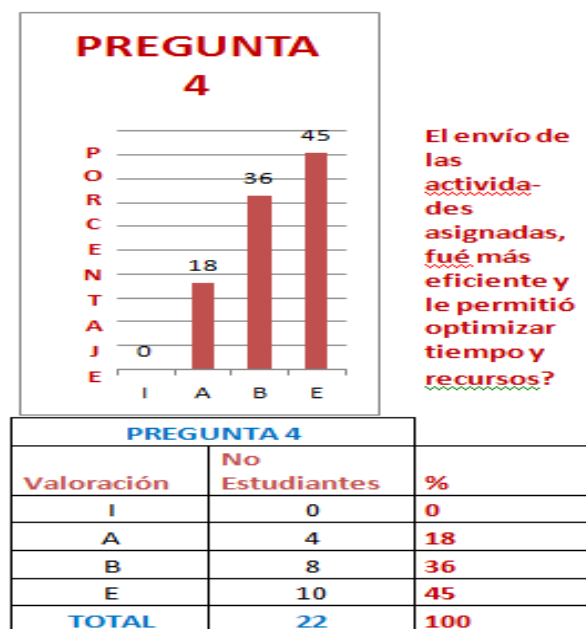 PREGUNTA
4
PORCENTAJE
45
36
18
0
I A B E
El envío de
las
activida-
des
asignadas,
fué más
eficiente y
le permitió
optimizar
tiempo y
recursos?
PREGUNTA 4
Valoración No Estudiantes %
I 0 0
A 4 18
B 8 36
E 10 45
TOTAL 22 100